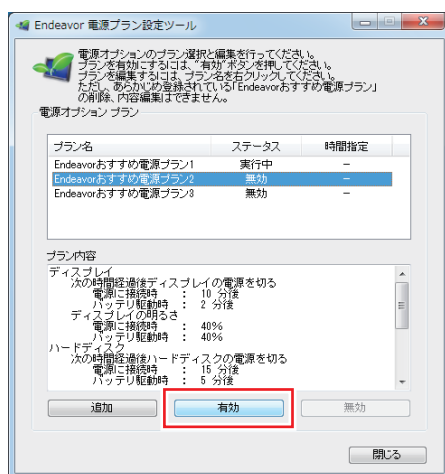 Endeavor 電源プラン設定ツール
電源オプションのプラン選択と編集を行ってください。
プランを有効にするには、"有効"ボタンを押してください。
プランを編集するには、プラン名を右クリックしてください。
ただし、あらかじめ登録されている「Endeavorおすすめ電源プラン」
の削除、内容編集はできません。
電源オプション プラン
プラン名 ステータス 時間指定
Endeavorおすすめ電源プラン1 実行中 －
Endeavorおすすめ電源プラン2 無効 －
Endeavorおすすめ電源プラン3 無効 －
プラン内容
ディスプレイ
次の時間経過後ディスプレイの電源を切る
電源に接続時 : 10 分後
バッテリ駆動時 : 2 分後
ディスプレイの明るさ
電源に接続時 : 40%
バッテリ駆動時 : 40%
ハードディスク
次の時間経過後ハードディスクの電源を切る
電源に接続時 : 15 分後
バッテリ駆動時 : 5 分後
追加 有効 無効
閉じる